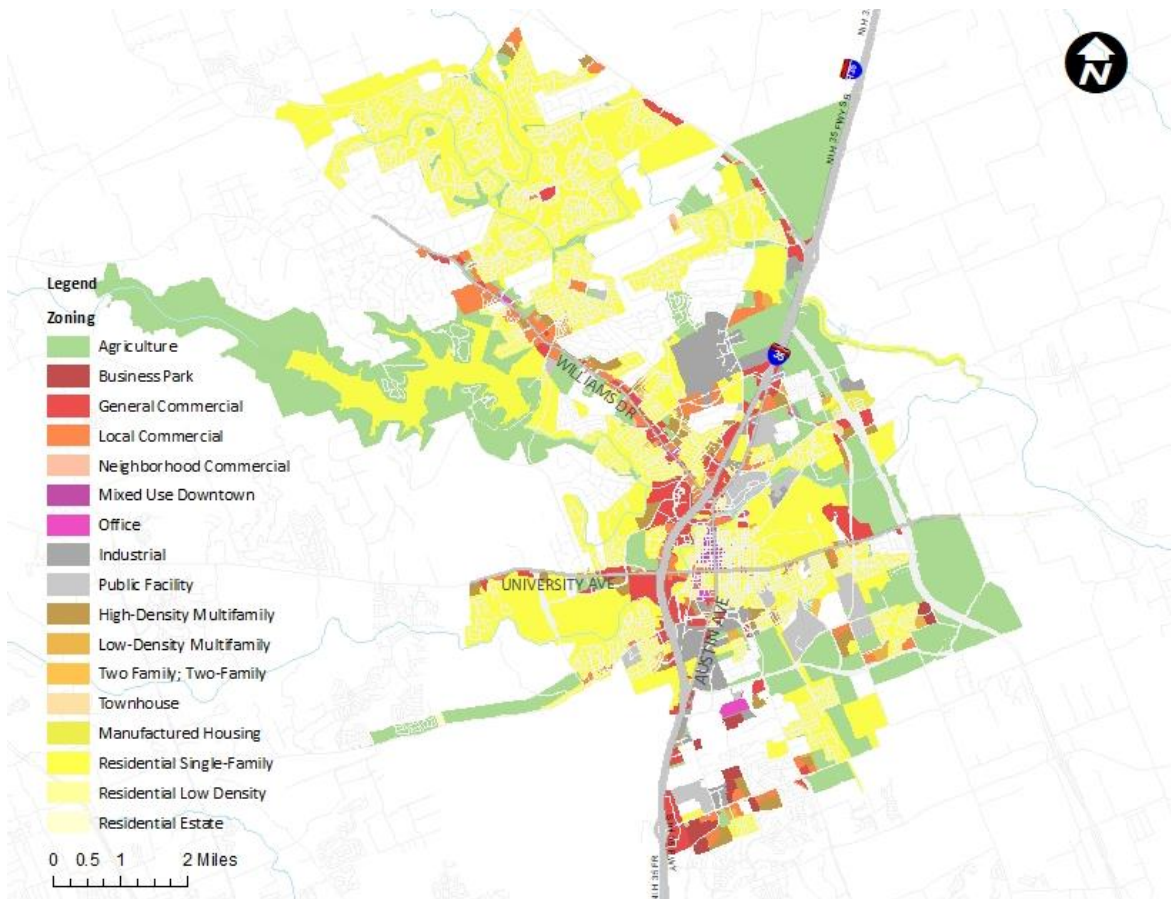 N
35
N I H 35 FWY S B
Legend
Zoning
Agriculture
Business Park
General Commercial
Local Commercial
Neighborhood Commercial
Mixed Use Downtown
Office
Industrial
Public Facility
High-Density Multifamily
Low-Density Multifamily
Two Family; Two-Family
Townhouse
Manufactured Housing
Residential Single-Family
Residential Low Density
Residential Estate
35
WILLIAMS DR
UNIVERSITY AVE
AUSTIN AVE
N I H 35 FR
0 0.5 1 2 Miles